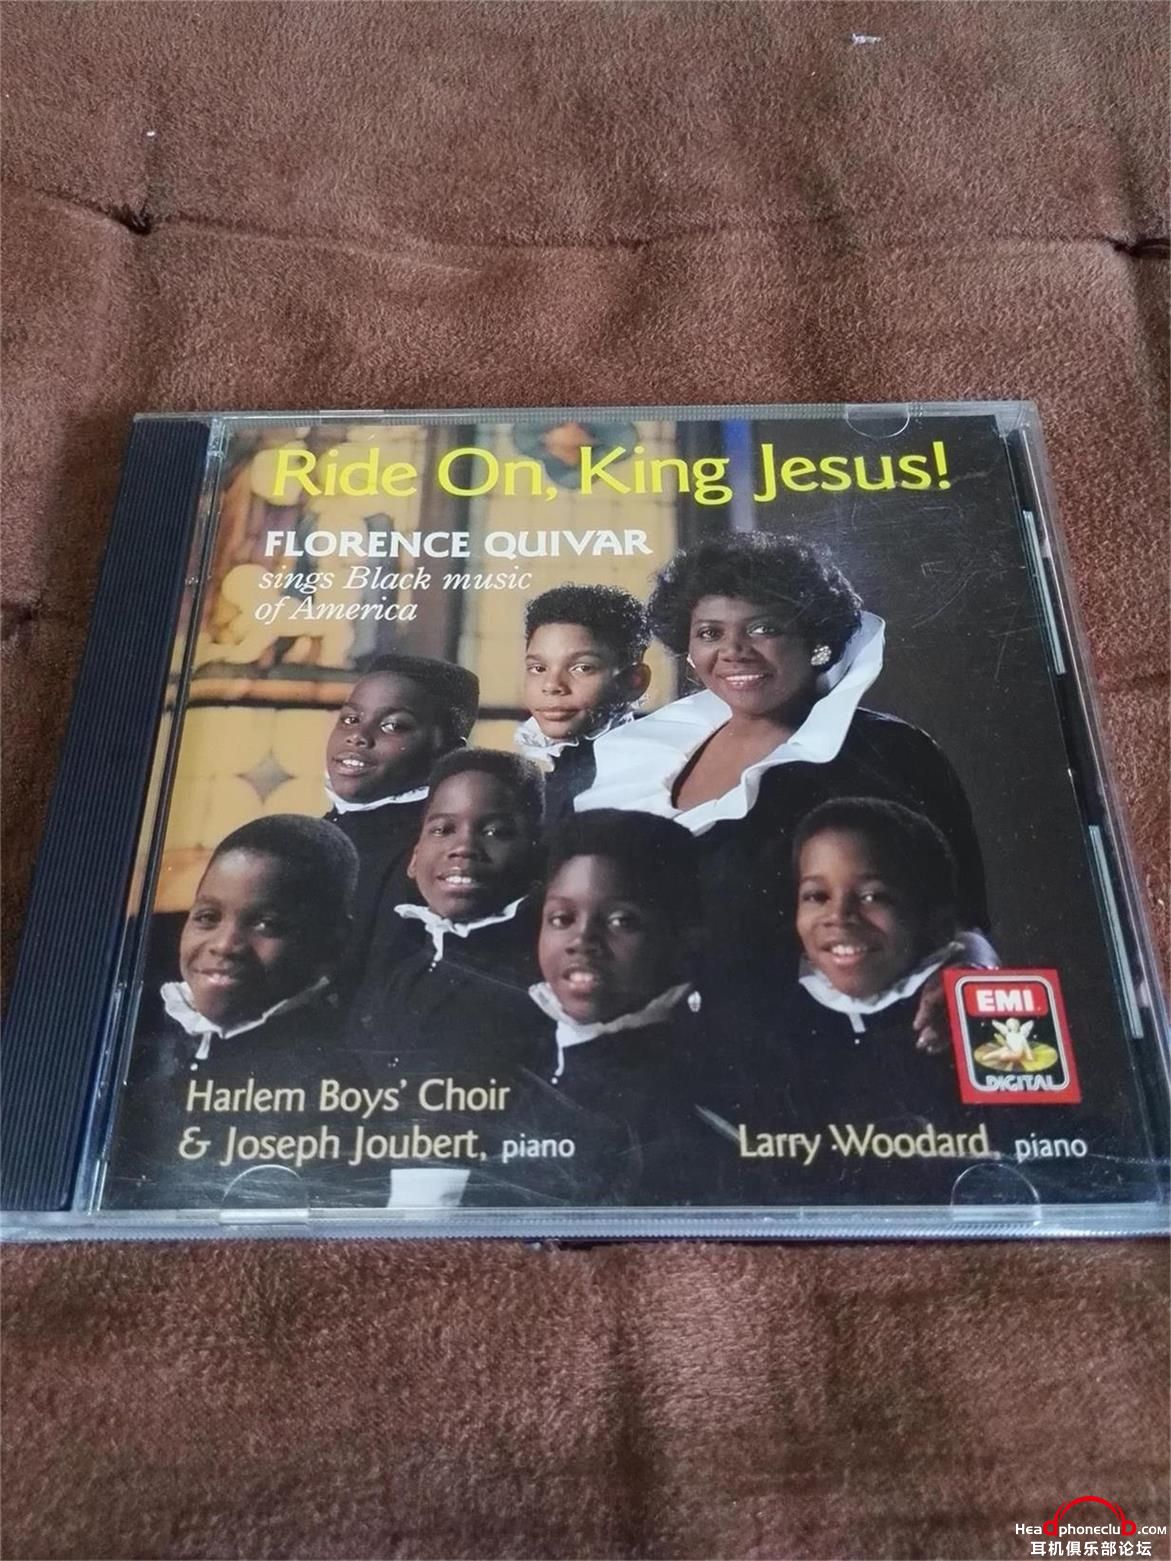 Ride On, King Jesus!
FLORENCE QUIVAR
sings Black music
of America
EMI
DIGITAL
Harlem Boys' Choir
& Joseph Joubert, piano
Larry Woodard, piano
Headphoneclub.com
耳机俱乐部论坛